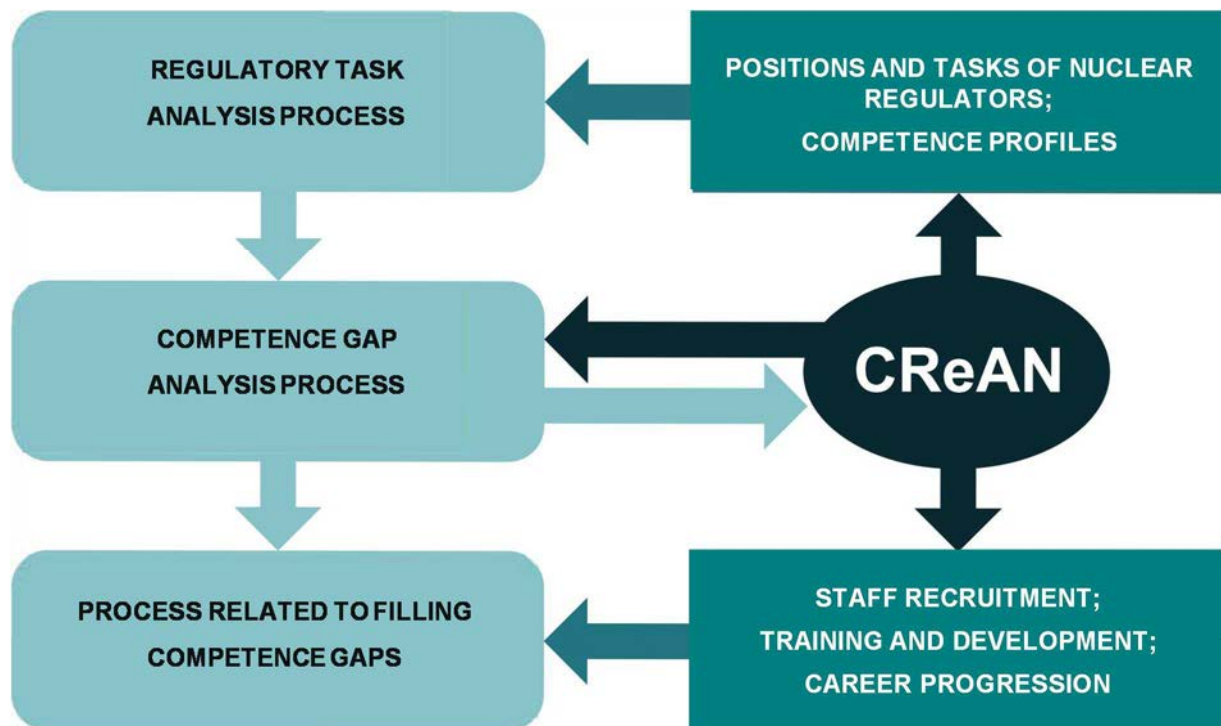 REGULATORY TASK
ANALYSIS PROCESS
POSITIONS AND TASKS OF NUCLEAR
REGULATORS;
COMPETENCE PROFILES
COMPETENCE GAP
ANALYSIS PROCESS
CReAN
PROCESS RELATED TO FILLING
COMPETENCE GAPS
STAFF RECRUITMENT;
TRAINING AND DEVELOPMENT;
CAREER PROGRESSION